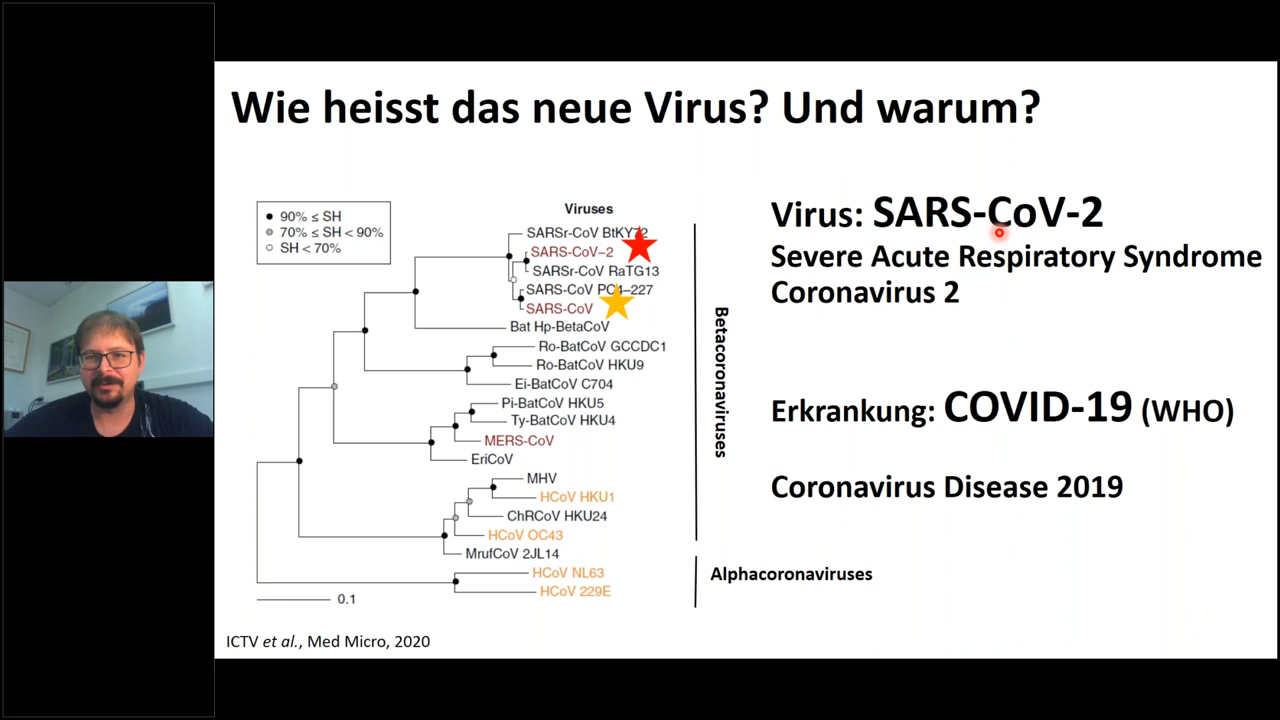 Wie heisst das neue Virus? Und warum?
90% ≤ SH
70% ≤ SH < 90%
SH < 70%
Viruses
SARSr-CoV BtKY72
SARS-CoV-2
SARSr-CoV RaTG13
SARS-CoV PC4–227
SARS-CoV
Bat Hp-BetaCoV
Ro-BatCoV GCCDC1
Ro-BatCoV HKU9
Ei-BatCoV C704
Pi-BatCoV HKU5
Ty-BatCoV HKU4
MERS-CoV
EriCoV
MHV
HCoV HKU1
ChRCoV HKU24
HCoV OC43
MrufCoV 2JL14
HCoV NL63
HCoV 229E
0.1
Betacoronaviruses
Alphacoronaviruses
Virus: SARS-CoV-2
Severe Acute Respiratory Syndrome
Coronavirus 2
Erkrankung: COVID-19 (WHO)
Coronavirus Disease 2019
ICTV et al., Med Micro, 2020